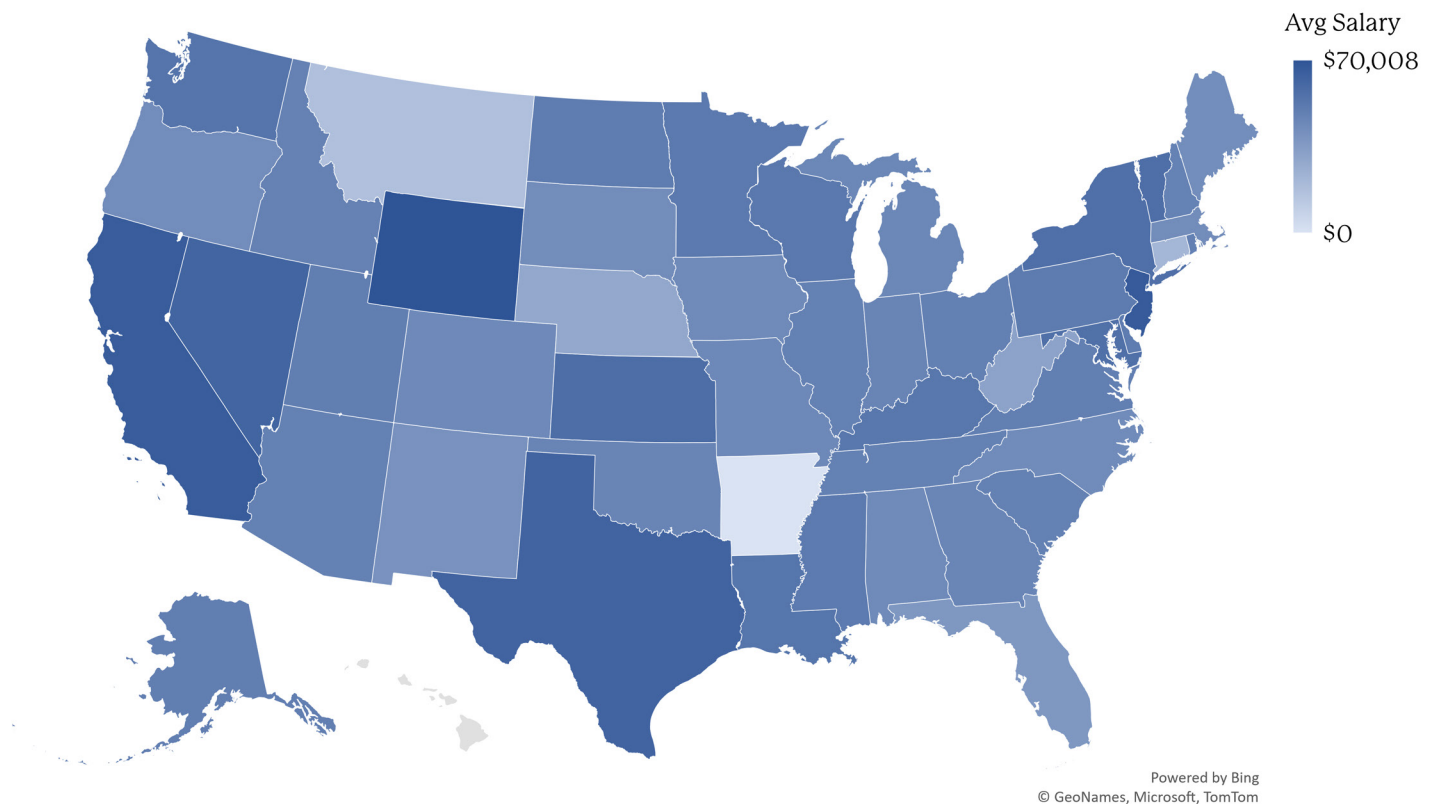 Avg Salary
$70,008
$0
Powered by Bing
© GeoNames, Microsoft, TomTom